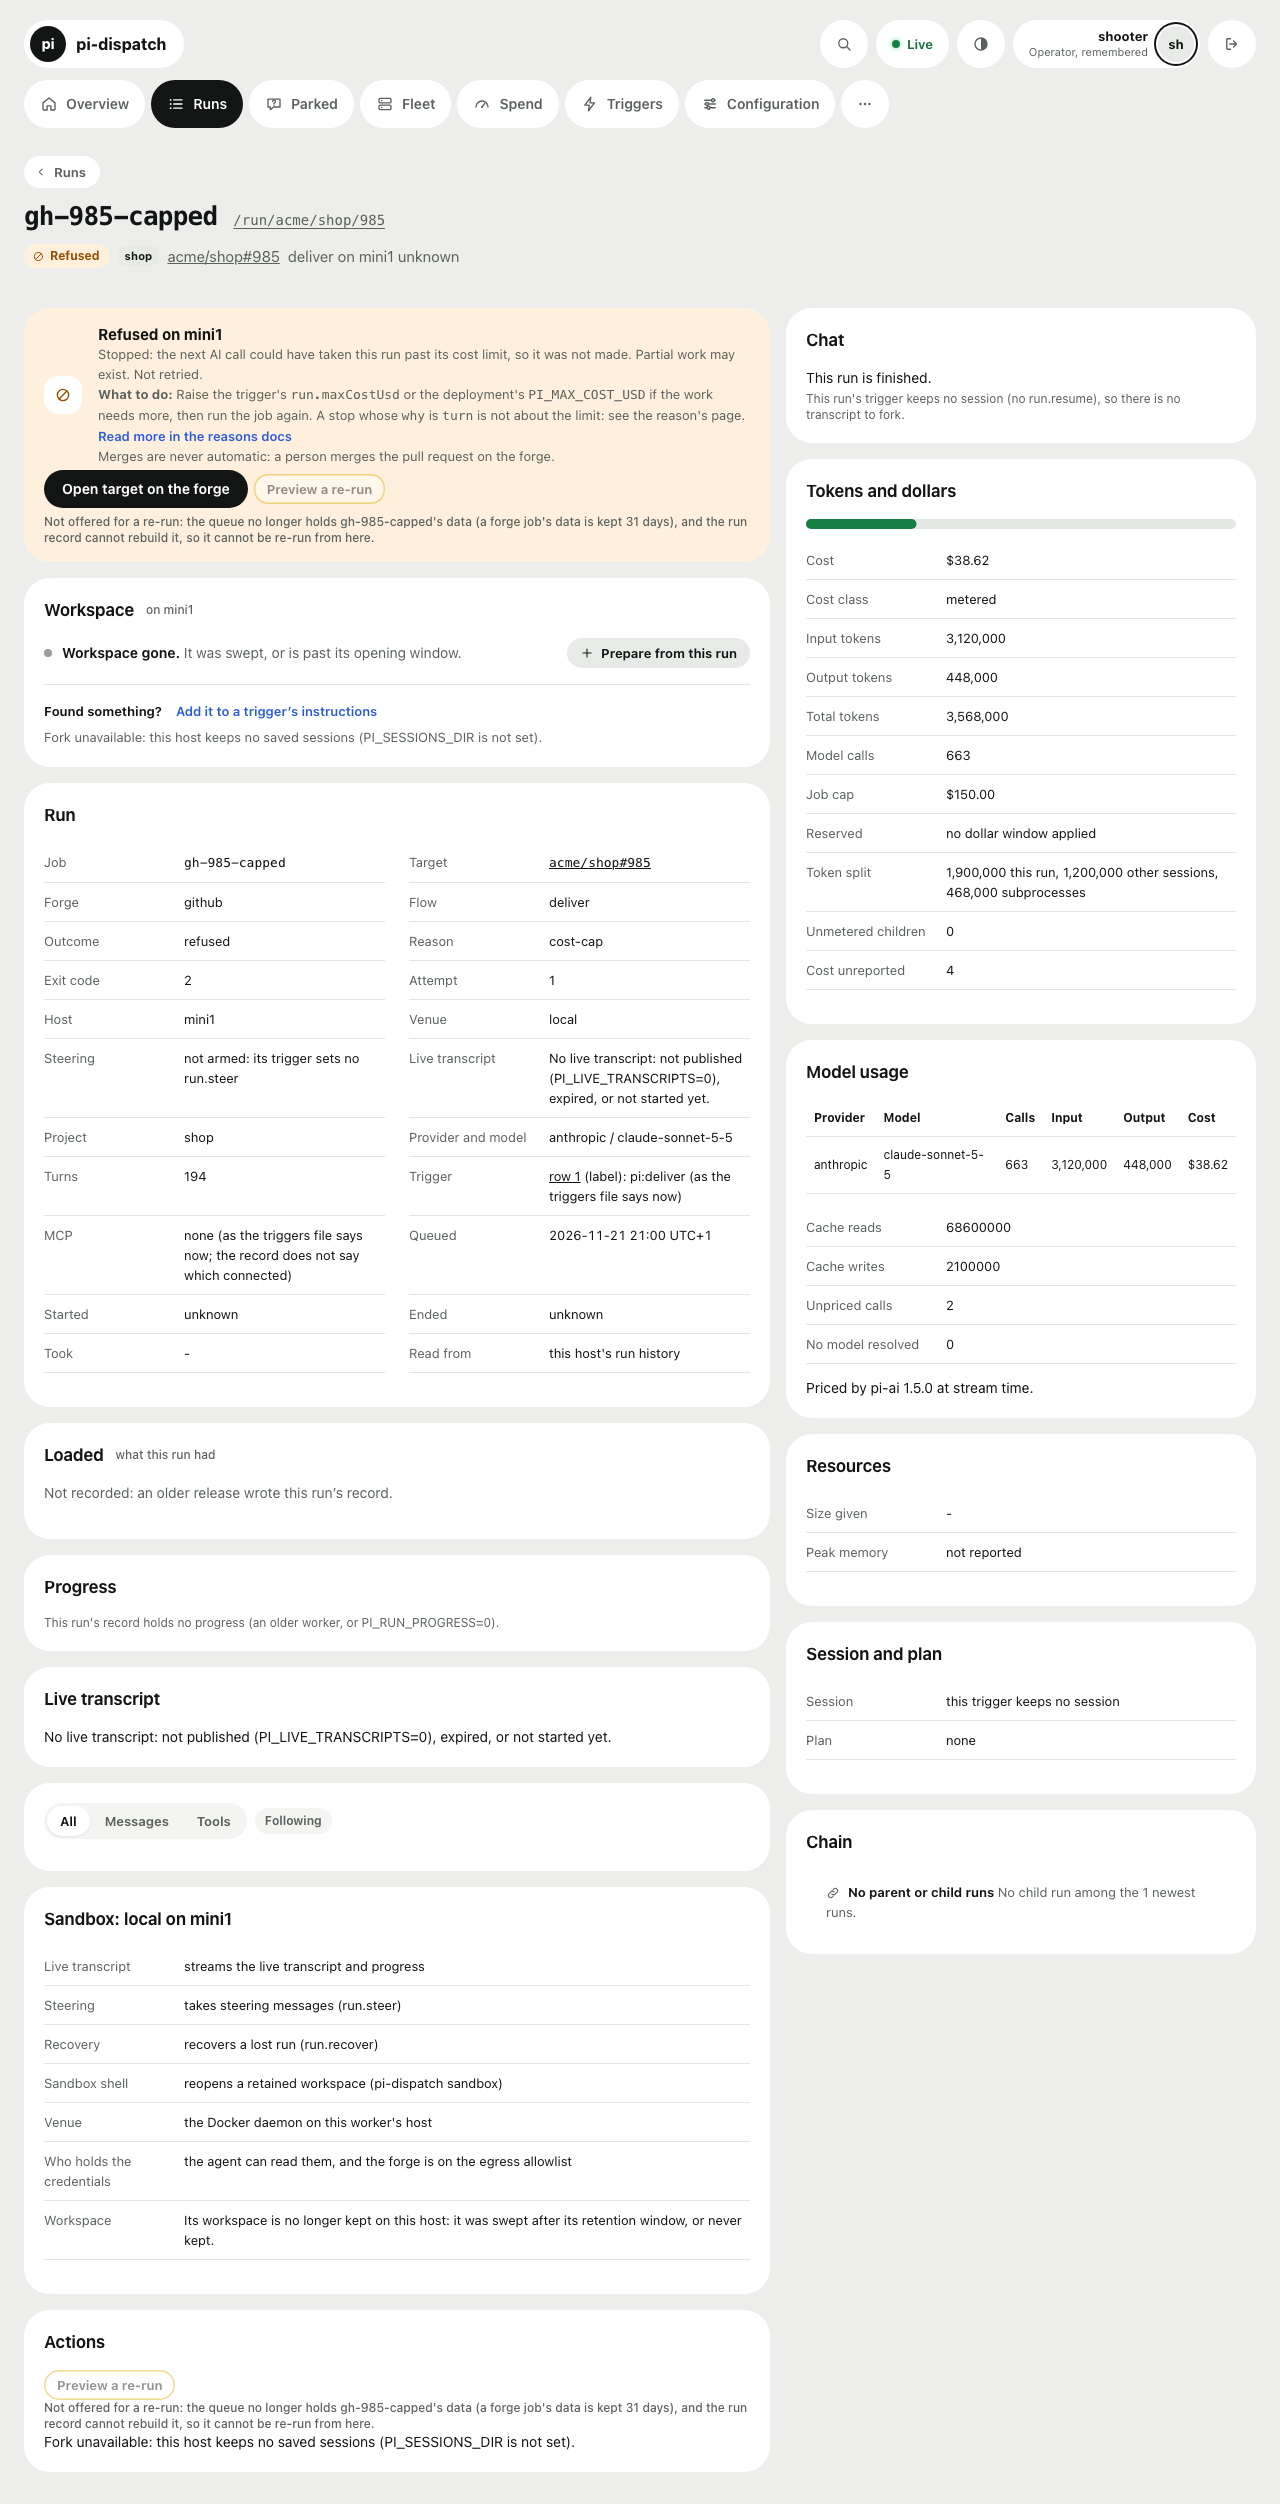 pi pi-dispatch
Live
shooter
Operator, remembered
sh
Overview
Runs
Parked
Fleet
Spend
Triggers
Configuration
Runs
gh-985-capped /run/acme/shop/985
Refused shop acme/shop#985 deliver on mini1 unknown
Refused on mini1
Stopped: the next AI call could have taken this run past its cost limit, so it was not made. Partial work may
exist. Not retried.
What to do: Raise the trigger's run.maxCostUsd or the deployment's PI_MAX_COST_USD if the work
needs more, then run the job again. A stop whose why is turn is not about the limit: see the reason's page.
Read more in the reasons docs
Merges are never automatic: a person merges the pull request on the forge.
Open target on the forge
Preview a re-run
Not offered for a re-run: the queue no longer holds gh-985-capped's data (a forge job's data is kept 31 days), and the run
record cannot rebuild it, so it cannot be re-run from here.
Workspace on mini1
Workspace gone. It was swept, or is past its opening window.
Prepare from this run
Found something? Add it to a trigger's instructions
Fork unavailable: this host keeps no saved sessions (PI_SESSIONS_DIR is not set).
Run
Job gh-985-capped
Target acme/shop#985
Forge github
Flow deliver
Outcome refused
Reason cost-cap
Exit code 2
Attempt 1
Host mini1
Venue local
Steering not armed: its trigger sets no
run.steer
Live transcript No live transcript: not published
(PI_LIVE_TRANSCRIPTS=0),
expired, or not started yet.
Project shop
Provider and model anthropic / claude-sonnet-5-5
Turns 194
Trigger row 1 (label): pi:deliver (as the
triggers file says now)
MCP none (as the triggers file says
now; the record does not say
which connected)
Queued 2026-11-21 21:00 UTC+1
Started unknown
Ended unknown
Took -
Read from this host's run history
Loaded what this run had
Not recorded: an older release wrote this run's record.
Progress
This run's record holds no progress (an older worker, or PI_RUN_PROGRESS=0).
Live transcript
No live transcript: not published (PI_LIVE_TRANSCRIPTS=0), expired, or not started yet.
All Messages Tools Following
Sandbox: local on mini1
Live transcript streams the live transcript and progress
Steering takes steering messages (run.steer)
Recovery recovers a lost run (run.recover)
Sandbox shell reopens a retained workspace (pi-dispatch sandbox)
Venue the Docker daemon on this worker's host
Who holds the
credentials
the agent can read them, and the forge is on the egress allowlist
Workspace Its workspace is no longer kept on this host: it was swept after its retention window, or never
kept.
Actions
Preview a re-run
Not offered for a re-run: the queue no longer holds gh-985-capped's data (a forge job's data is kept 31 days), and the run
record cannot rebuild it, so it cannot be re-run from here.
Fork unavailable: this host keeps no saved sessions (PI_SESSIONS_DIR is not set).
Chat
This run is finished.
This run's trigger keeps no session (no run.resume), so there is no
transcript to fork.
Tokens and dollars
Cost $38.62
Cost class metered
Input tokens 3,120,000
Output tokens 448,000
Total tokens 3,568,000
Model calls 663
Job cap $150.00
Reserved no dollar window applied
Token split 1,900,000 this run, 1,200,000 other sessions,
468,000 subprocesses
Unmetered children 0
Cost unreported 4
Model usage
Provider Model Calls Input Output Cost
anthropic claude-sonnet-5-
5
663 3,120,000 448,000 $38.62
Cache reads 68600000
Cache writes 2100000
Unpriced calls 2
No model resolved 0
Priced by pi-ai 1.5.0 at stream time.
Resources
Size given -
Peak memory not reported
Session and plan
Session this trigger keeps no session
Plan none
Chain
No parent or child runs No child run among the 1 newest
runs.